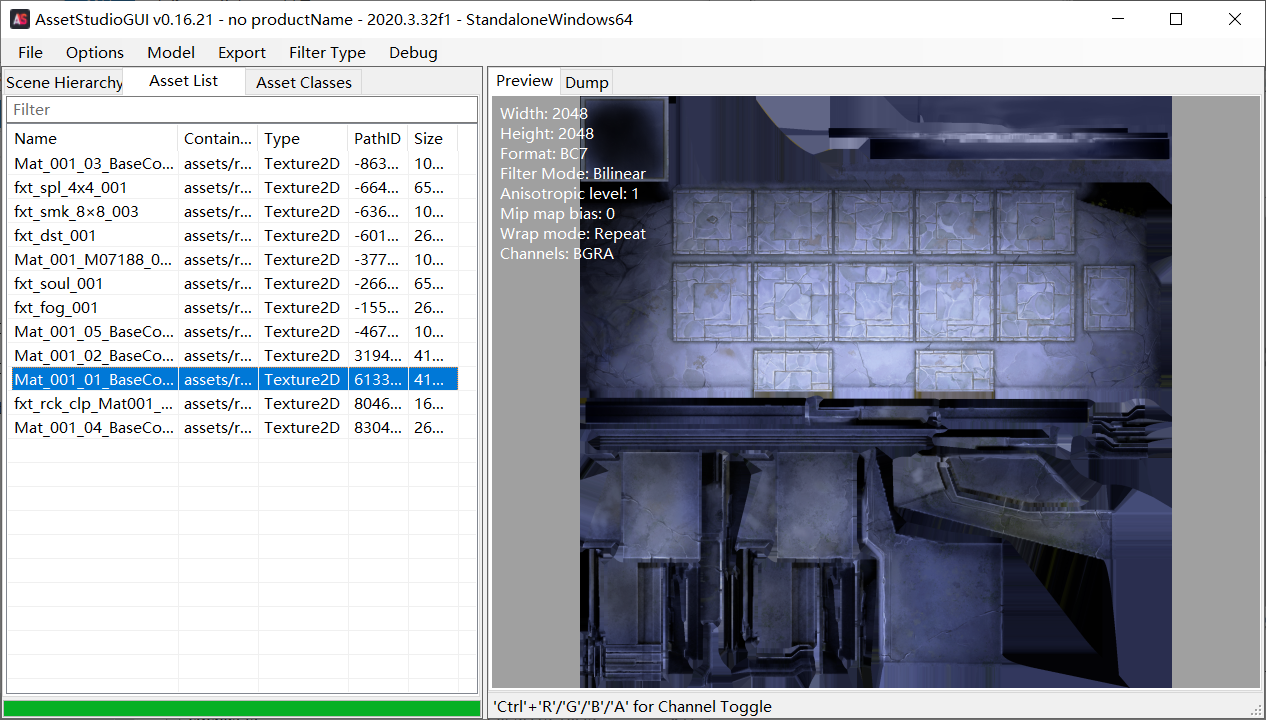 AssetStudioGUI v0.16.21 - no productName - 2020.3.32f1 - StandaloneWindows64
File Options Model Export Filter Type Debug
Scene Hierarchy Asset List Asset Classes
Filter
Name Contain... Type PathID Size
Mat_001_03_BaseCo... assets/r... Texture2D -863... 10...
fxt_spl_4x4_001 assets/r... Texture2D -664... 65...
fxt_smk_8×8_003 assets/r... Texture2D -636... 10...
fxt_dst_001 assets/r... Texture2D -601... 26...
Mat_001_M07188_0... assets/r... Texture2D -377... 10...
fxt_soul_001 assets/r... Texture2D -266... 65...
fxt_fog_001 assets/r... Texture2D -155... 26...
Mat_001_05_BaseCo... assets/r... Texture2D -467... 10...
Mat_001_02_BaseCo... assets/r... Texture2D 3194... 41...
Mat_001_01_BaseCo... assets/r... Texture2D 6133... 41...
fxt_rck_clp_Mat001_... assets/r... Texture2D 8046... 16...
Mat_001_04_BaseCo... assets/r... Texture2D 8304... 26...
Preview Dump
Width: 2048
Height: 2048
Format: BC7
Filter Mode: Bilinear
Anisotropic level: 1
Mip map bias: 0
Wrap mode: Repeat
Channels: BGRA
'Ctrl'+'R'/'G'/'B'/'A' for Channel Toggle